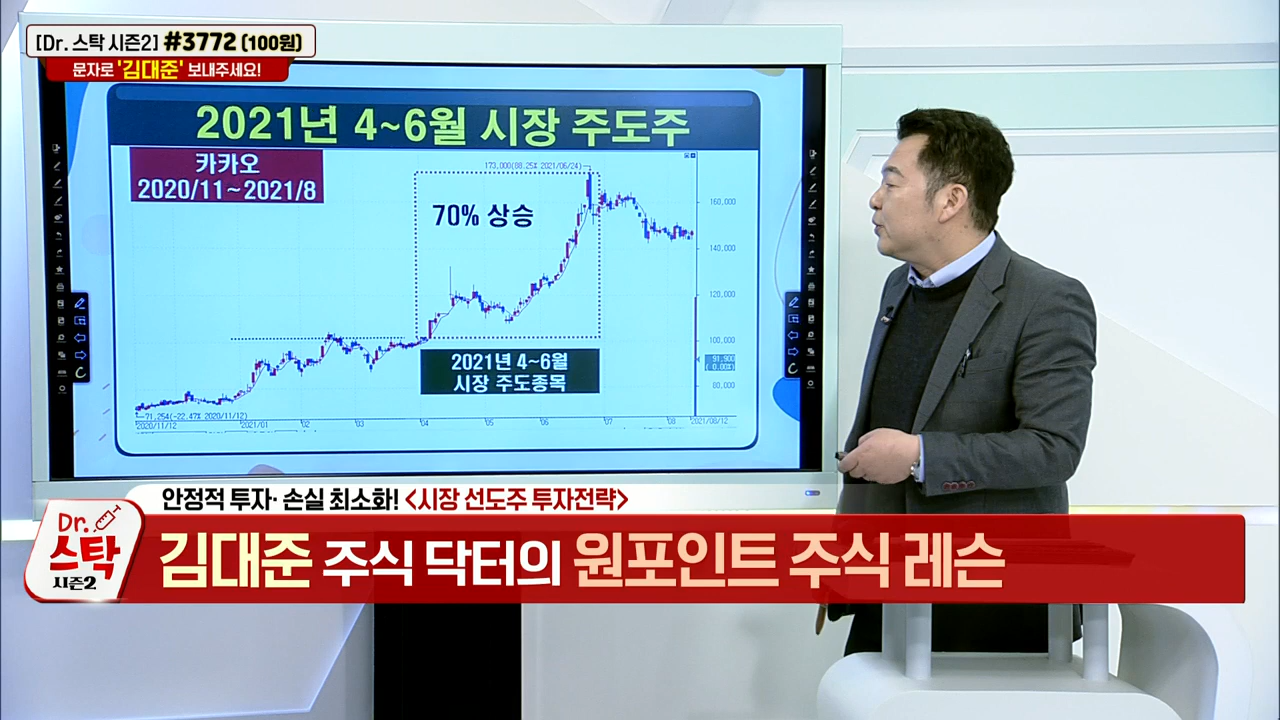 [Dr. 스탁 시즌2] #3772 (100원)
문자로 '김대준' 보내주세요!
2021년 4~6월 시장 주도주
카카오
2020/11~2021/8
173,000(88.25% 2021/06/24)
70% 상승
160,000
140,000
120,000
100,000
91,900
80,000
2021년 4~6월
시장 주도종목
71,254(-22.47% 2020/11/12)
2020/11/12
2021/01
02
03
04
05
06
07
08
2021/08/12
안정적 투자·손실 최소화! <시장 선도주 투자전략>
Dr.
스탁
시즌2
김대준 주식 닥터의 원포인트 주식 레슨